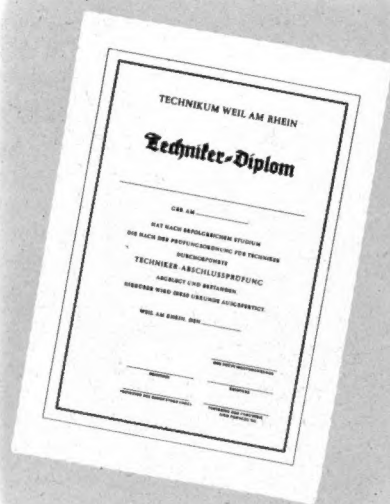 TECHNIKUM WEIL AM RHEIN
Techniker-Diplom
GEB. AM
HAT NACH ERFOLGREICHEM STUDIUM
DIE NACH DER PRÜFUNGSORDNUNG FÜR TECHNIKER
DURCHGEFÜHRTE
TECHNIKER-ABSCHLUSSPRÜFUNG
ABGELEGT UND BESTANDEN.
HIERÜBER WIRD DIESE URKUNDE AUSGEFERTIGT.
WEIL AM RHEIN, DEN